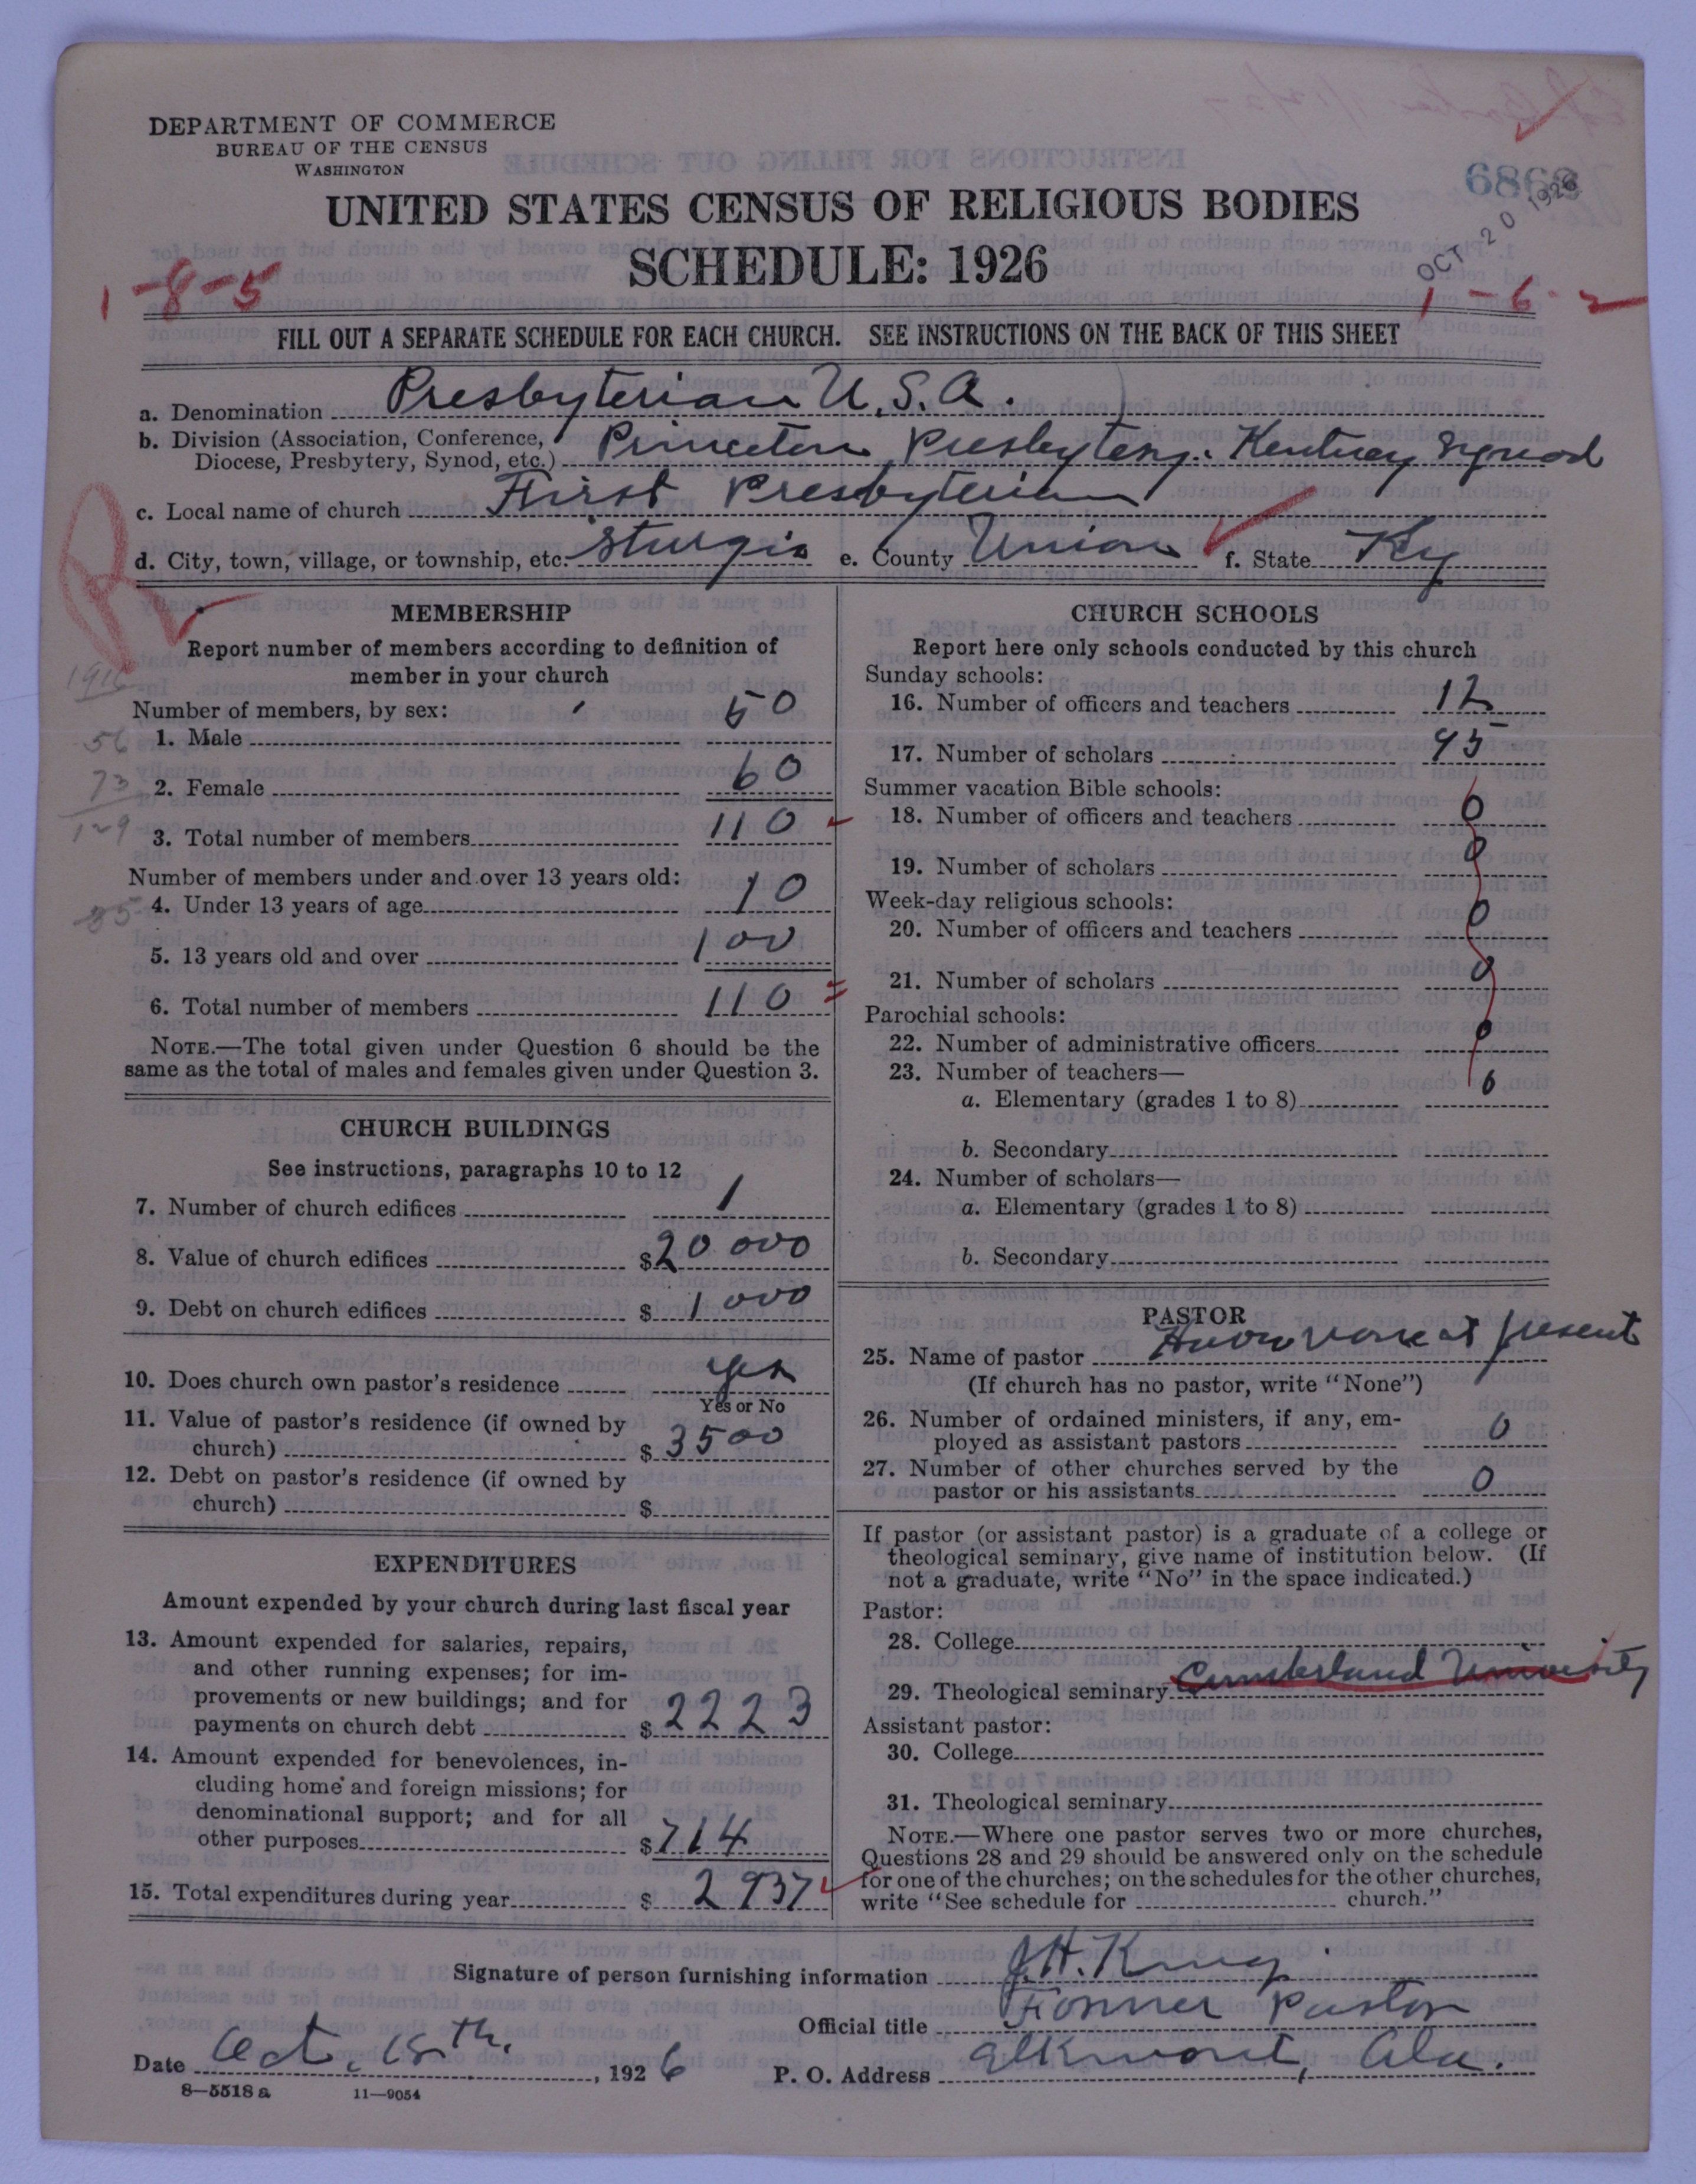 DEPARTMENT OF COMMERCE
BUREAU OF THE CENSUS
WASHINGTON
UNITED STATES CENSUS OF RELIGIOUS BODIES
SCHEDULE: 1926
OCT 20 1926
1-8-5
1-6-2
FILL OUT A SEPARATE SCHEDULE FOR EACH CHURCH. SEE INSTRUCTIONS ON THE BACK OF THIS SHEET
a. Denomination Presbyterian U.S.A.
b. Division (Association, Conference,
Diocese, Presbytery, Synod, etc.) Princeton Presbytery. Kentucky Synod
c. Local name of church First Presbyterian
d. City, town, village, or township, etc. Sturgis e. County Union f. State Ky
R
MEMBERSHIP
Report number of members according to definition of
member in your church
1916
Number of members, by sex:
56 1. Male 50
73 2. Female 60
129 3. Total number of members 110
Number of members under and over 13 years old:
85 4. Under 13 years of age 10
5. 13 years old and over 100
6. Total number of members 110
NOTE.—The total given under Question 6 should be the
same as the total of males and females given under Question 3.
CHURCH BUILDINGS
See instructions, paragraphs 10 to 12
7. Number of church edifices 1
8. Value of church edifices $ 20 000
9. Debt on church edifices $ 1 000
10. Does church own pastor's residence yes
Yes or No
11. Value of pastor's residence (if owned by
church) $ 3500
12. Debt on pastor's residence (if owned by
church) $
EXPENDITURES
Amount expended by your church during last fiscal year
13. Amount expended for salaries, repairs,
and other running expenses; for im-
provements or new buildings; and for
payments on church debt $ 2223
14. Amount expended for benevolences, in-
cluding home and foreign missions; for
denominational support; and for all
other purposes $ 714
15. Total expenditures during year $ 2937
CHURCH SCHOOLS
Report here only schools conducted by this church
Sunday schools:
16. Number of officers and teachers 12
17. Number of scholars 95
Summer vacation Bible schools:
18. Number of officers and teachers 0
19. Number of scholars 0
Week-day religious schools:
20. Number of officers and teachers 0
21. Number of scholars 0
Parochial schools:
22. Number of administrative officers 0
23. Number of teachers—
a. Elementary (grades 1 to 8) 0
b. Secondary
24. Number of scholars—
a. Elementary (grades 1 to 8)
b. Secondary
PASTOR
25. Name of pastor Have none at present
(If church has no pastor, write "None")
26. Number of ordained ministers, if any, em-
ployed as assistant pastors 0
27. Number of other churches served by the
pastor or his assistants 0
If pastor (or assistant pastor) is a graduate of a college or
theological seminary, give name of institution below. (If
not a graduate, write "No" in the space indicated.)
Pastor:
28. College
29. Theological seminary Cumberland University
Assistant pastor:
30. College
31. Theological seminary
NOTE.—Where one pastor serves two or more churches,
Questions 28 and 29 should be answered only on the schedule
for one of the churches; on the schedules for the other churches,
write "See schedule for church."
Signature of person furnishing information J.H. King
Official title Former Pastor
Date Oct. 18th., 1926 P. O. Address Elkmont, Ala.
8—5518 a 11—9054